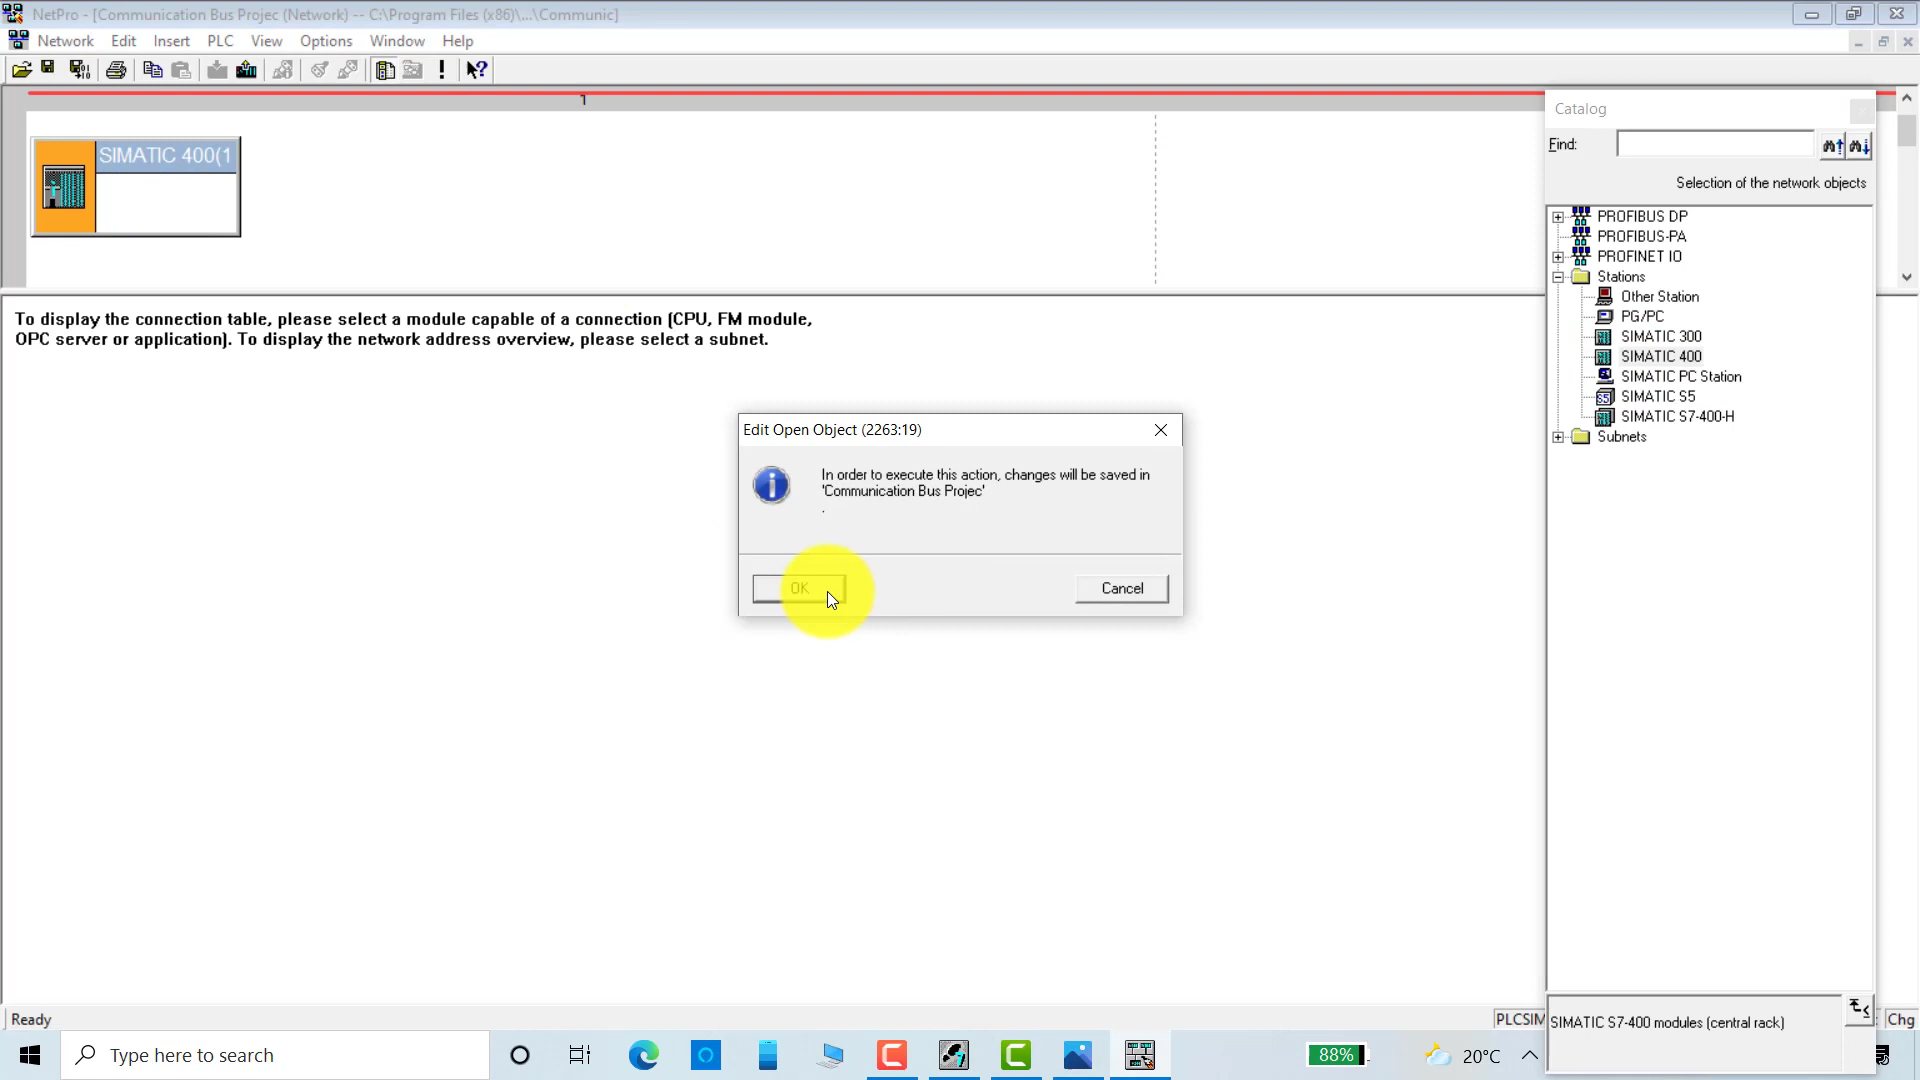 NetPro - [Communication Bus Projec (Network) -- C:\Program Files (x86)\...\Communic]
Network Edit Insert PLC View Options Window Help
1
SIMATIC 400(1
Catalog
Find:
Selection of the network objects
PROFIBUS DP
PROFIBUS-PA
PROFINET IO
Stations
Other Station
PG/PC
SIMATIC 300
SIMATIC 400
SIMATIC PC Station
SIMATIC S5
SIMATIC S7-400-H
Subnets
To display the connection table, please select a module capable of a connection (CPU, FM module,
OPC server or application). To display the network address overview, please select a subnet.
Edit Open Object (2263:19)
In order to execute this action, changes will be saved in
'Communication Bus Projec'
.
OK Cancel
SIMATIC S7-400 modules (central rack)
Ready PLCSIM Chg
Type here to search 88% 20°C